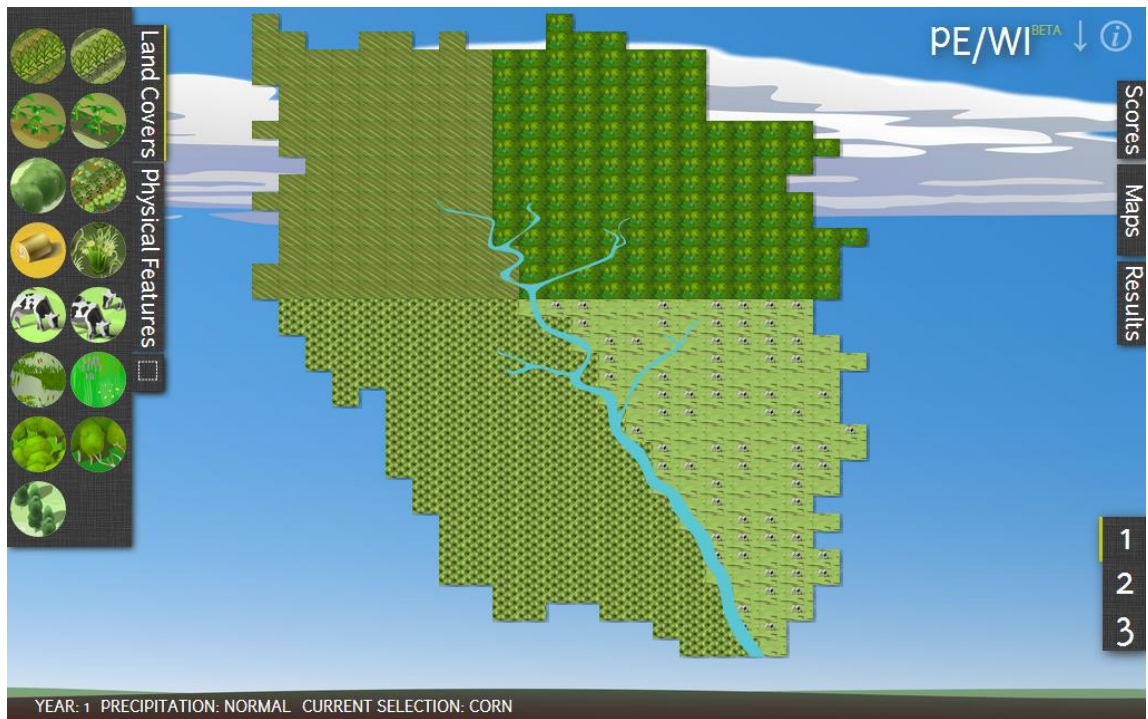 Land Covers
Physical Features
PE/WI BETA
Scores
Maps
Results
1
2
3
YEAR: 1 PRECIPITATION: NORMAL CURRENT SELECTION: CORN